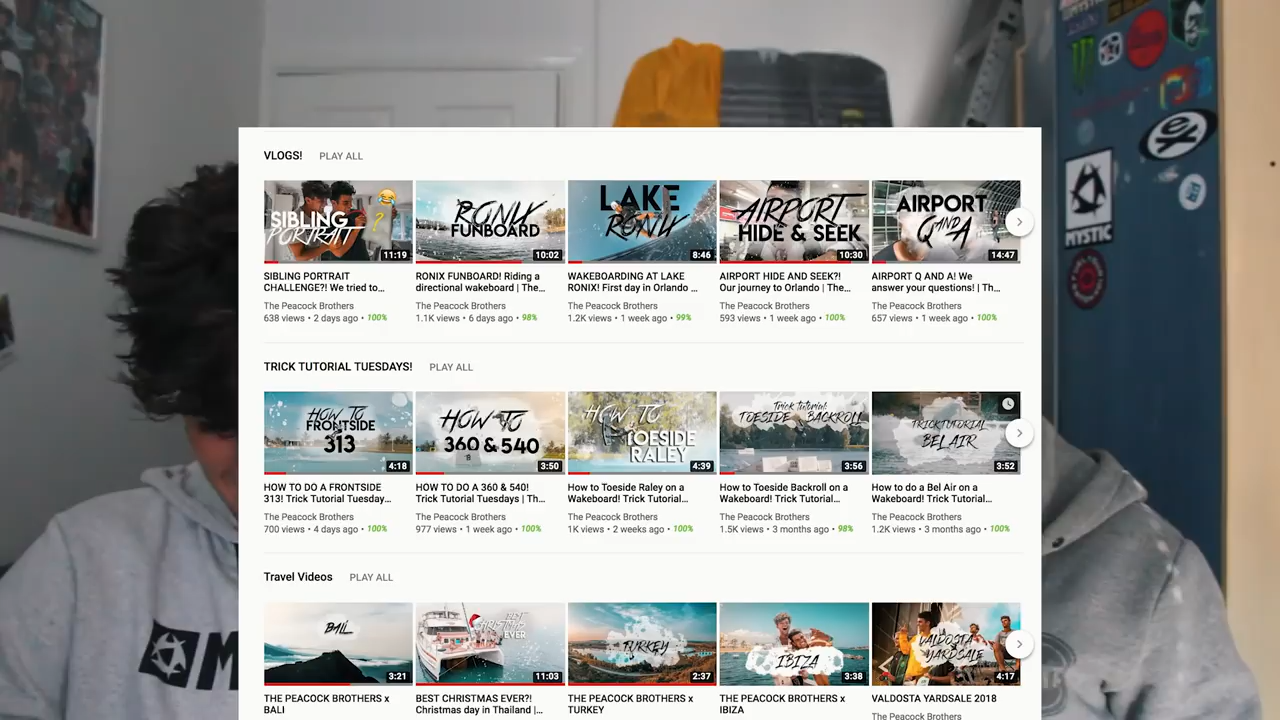 VLOGS! PLAY ALL
SIBLING
PORTRAIT
?
11:19
RONIX
FUNBOARD
10:02
LAKE
RONIX
8:46
AIRPORT
HIDE & SEEK
10:30
AIRPORT
Q AND A
14:47
SIBLING PORTRAIT
CHALLENGE?! We tried to...
The Peacock Brothers
638 views • 2 days ago • 100%
RONIX FUNBOARD! Riding a
directional wakeboard | The...
The Peacock Brothers
1.1K views • 6 days ago • 98%
WAKEBOARDING AT LAKE
RONIX! First day in Orlando ...
The Peacock Brothers
1.2K views • 1 week ago • 99%
AIRPORT HIDE AND SEEK?!
Our journey to Orlando | The...
The Peacock Brothers
593 views • 1 week ago • 100%
AIRPORT Q AND A! We
answer your questions! | Th...
The Peacock Brothers
657 views • 1 week ago • 100%
TRICK TUTORIAL TUESDAYS! PLAY ALL
HOW TO
FRONTSIDE
313
4:18
HOW TO
360 & 540
3:50
HOW TO
TOESIDE
RALEY
4:39
Trick tutorial:
TOESIDE BACKROLL
3:56
TRICK TUTORIAL
BEL AIR
3:52
HOW TO DO A FRONTSIDE
313! Trick Tutorial Tuesday...
The Peacock Brothers
700 views • 4 days ago • 100%
HOW TO DO A 360 & 540!
Trick Tutorial Tuesdays | Th...
The Peacock Brothers
977 views • 1 week ago • 100%
How to Toeside Raley on a
Wakeboard! Trick Tutorial...
The Peacock Brothers
1K views • 2 weeks ago • 100%
How to Toeside Backroll on a
Wakeboard! Trick Tutorial...
The Peacock Brothers
1.5K views • 3 months ago • 98%
How to do a Bel Air on a
Wakeboard! Trick Tutorial...
The Peacock Brothers
1.2K views • 3 months ago • 100%
Travel Videos PLAY ALL
BALI
3:21
BEST
CHRISTMAS
EVER
11:03
TURKEY
2:37
IBIZA
3:38
VALDOSTA
YARDSALE
4:17
THE PEACOCK BROTHERS x
BALI
BEST CHRISTMAS EVER?!
Christmas day in Thailand |...
THE PEACOCK BROTHERS x
TURKEY
THE PEACOCK BROTHERS x
IBIZA
VALDOSTA YARDSALE 2018
The Peacock Brothers
MYSTIC
M